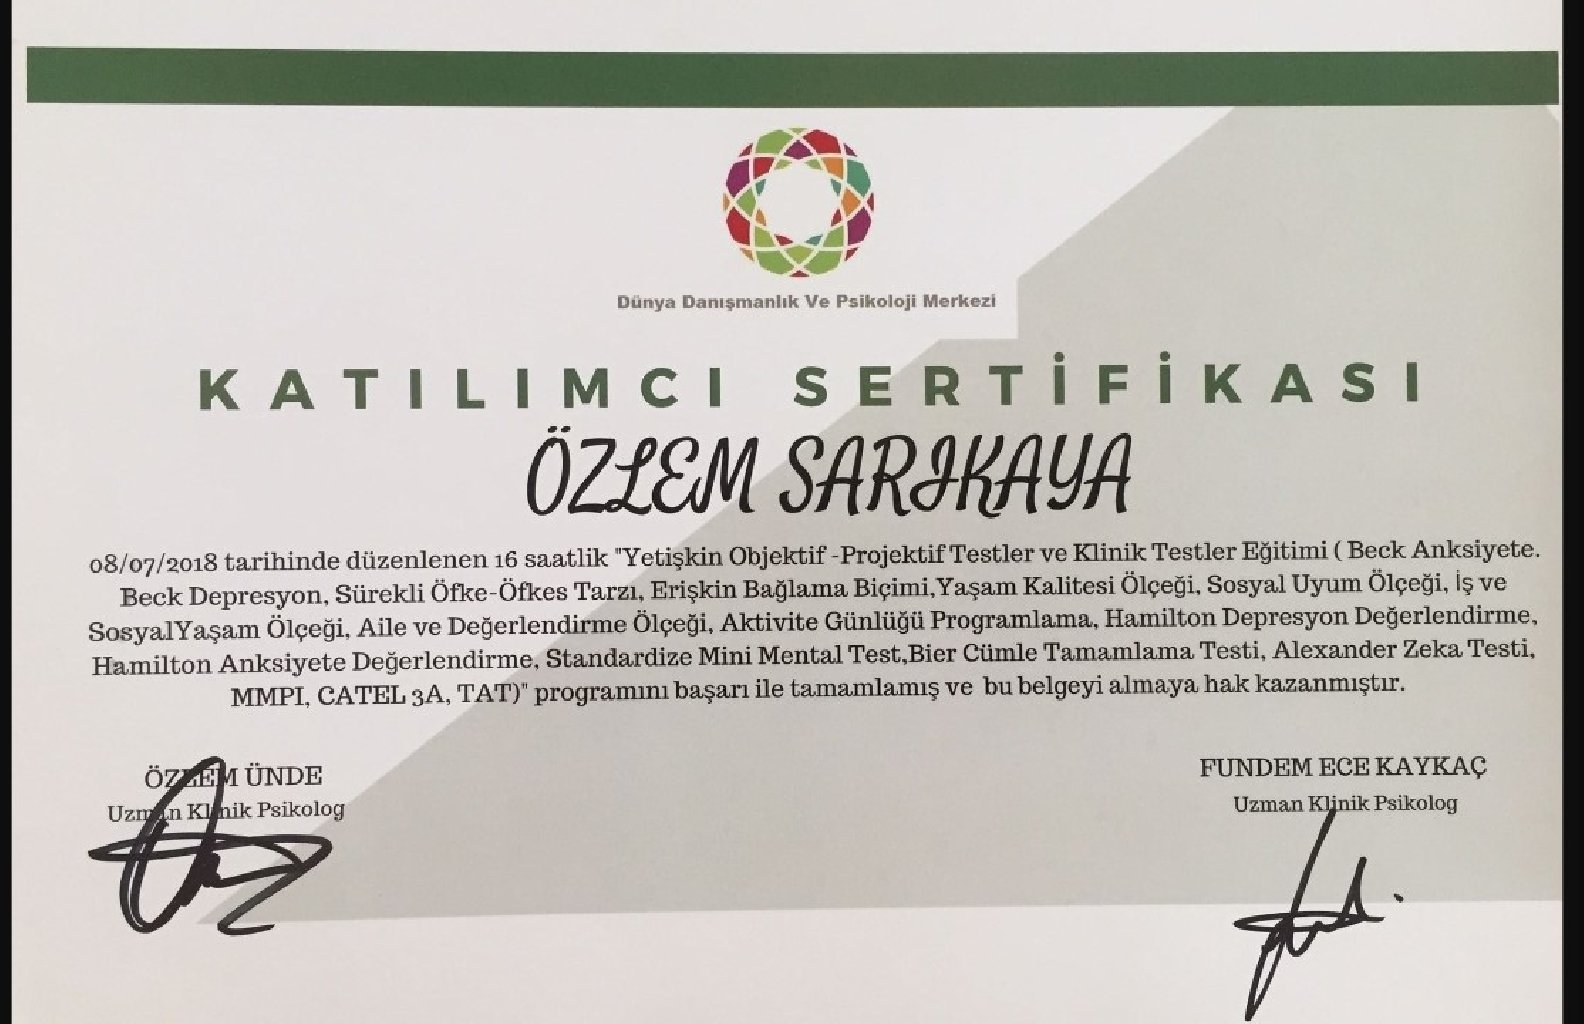 Dünya Danışmanlık Ve Psikoloji Merkezi
KATILIMCI SERTİFİKASI
ÖZLEM SARIKAYA
08/07/2018 tarihinde düzenlenen 16 saatlik "Yetişkin Objektif -Projektif Testler ve Klinik Testler Eğitimi ( Beck Anksiyete.
Beck Depresyon, Sürekli Öfke-Öfkes Tarzı, Erişkin Bağlama Biçimi,Yaşam Kalitesi Ölçeği, Sosyal Uyum Ölçeği, İş ve
SosyalYaşam Ölçeği, Aile ve Değerlendirme Ölçeği, Aktivite Günlüğü Programlama, Hamilton Depresyon Değerlendirme,
Hamilton Anksiyete Değerlendirme, Standardize Mini Mental Test,Bier Cümle Tamamlama Testi, Alexander Zeka Testi,
MMPI, CATEL 3A, TAT)" programını başarı ile tamamlamış ve bu belgeyi almaya hak kazanmıştır.
ÖZLEM ÜNDE
Uzman Klinik Psikolog
FUNDEM ECE KAYKAÇ
Uzman Klinik Psikolog